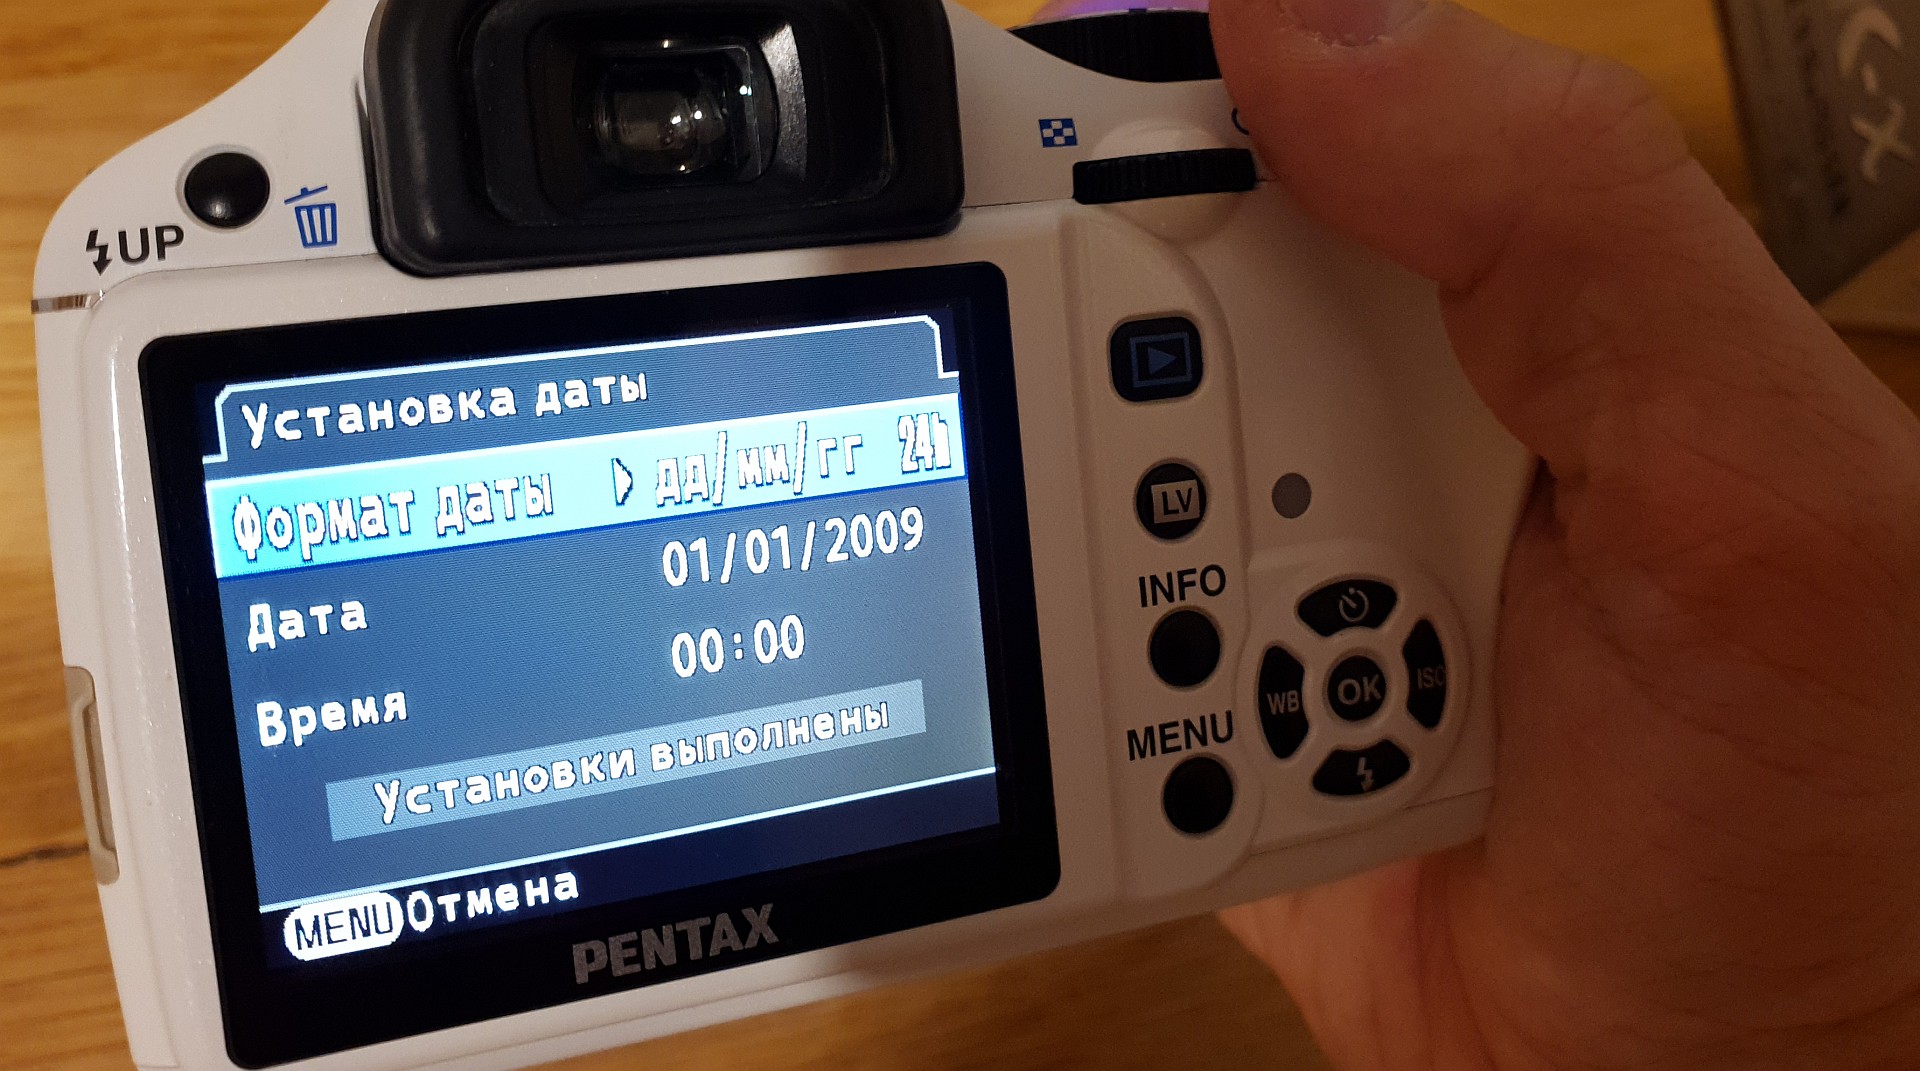 UP
Установка даты
Формат даты дд/мм/гг 24h
Дата 01/01/2009
Время 00:00
Установки выполнены
MENU Отмена
PENTAX
LV
INFO
WB OK ISO
MENU
K-x